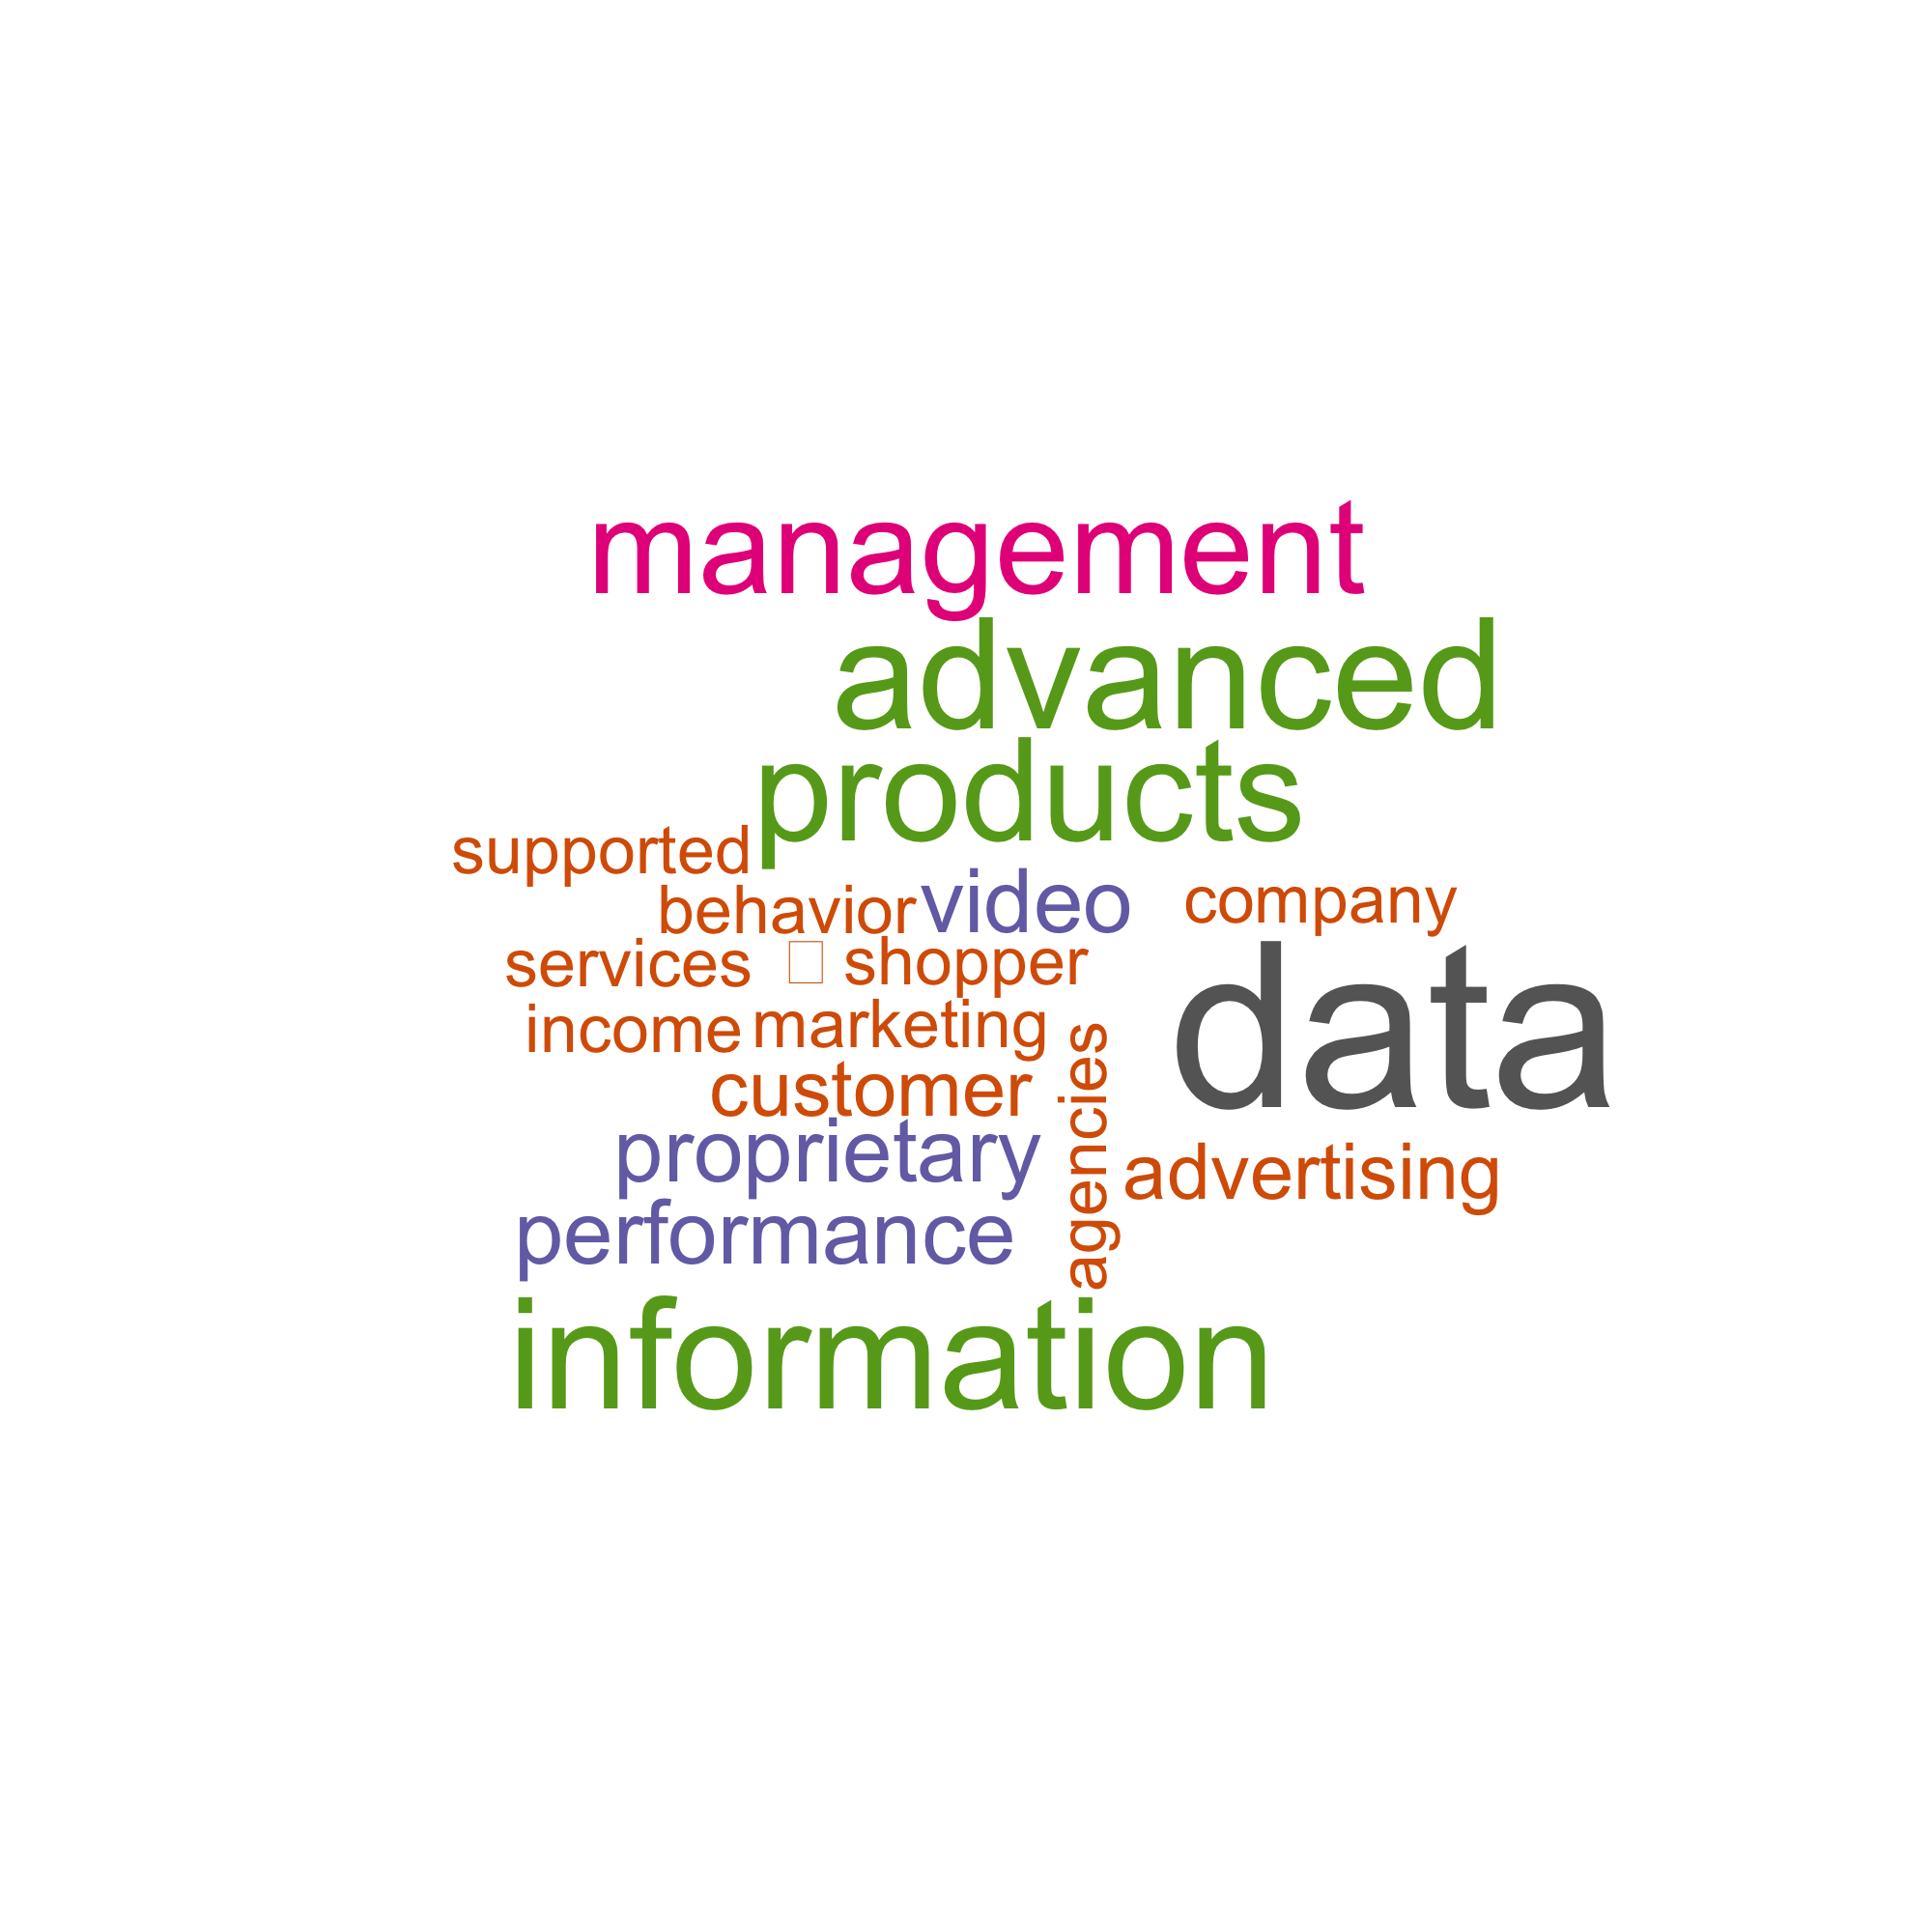 management
advanced
products
supported
behavior video company
services □ shopper
data
income marketing
customer
agencies
proprietary
advertising
performance
information